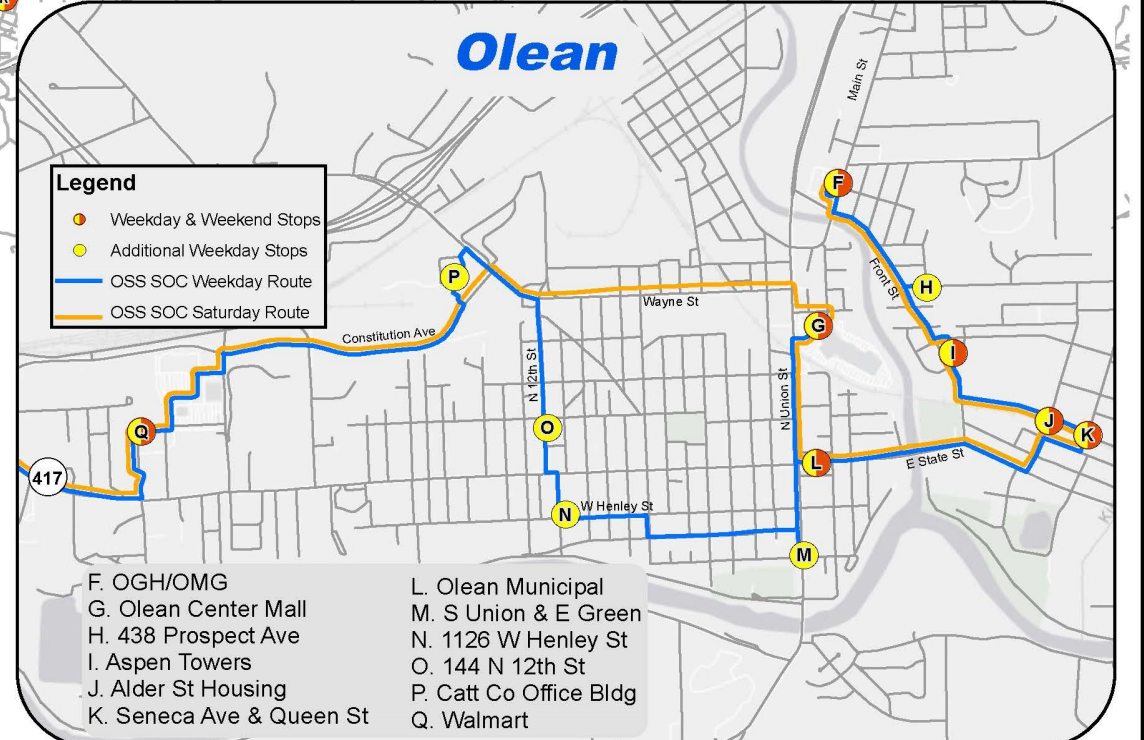 Olean
Main St
F
Legend
Weekday & Weekend Stops
Additional Weekday Stops
OSS SOC Weekday Route
OSS SOC Saturday Route
P
Front St
H
Wayne St
Constitution Ave
G
I
N 12th St
N Union St
Q
O
J
K
417
L
E State St
N
W Henley St
M
F. OGH/OMG
G. Olean Center Mall
H. 438 Prospect Ave
I. Aspen Towers
J. Alder St Housing
K. Seneca Ave & Queen St
L. Olean Municipal
M. S Union & E Green
N. 1126 W Henley St
O. 144 N 12th St
P. Catt Co Office Bldg
Q. Walmart